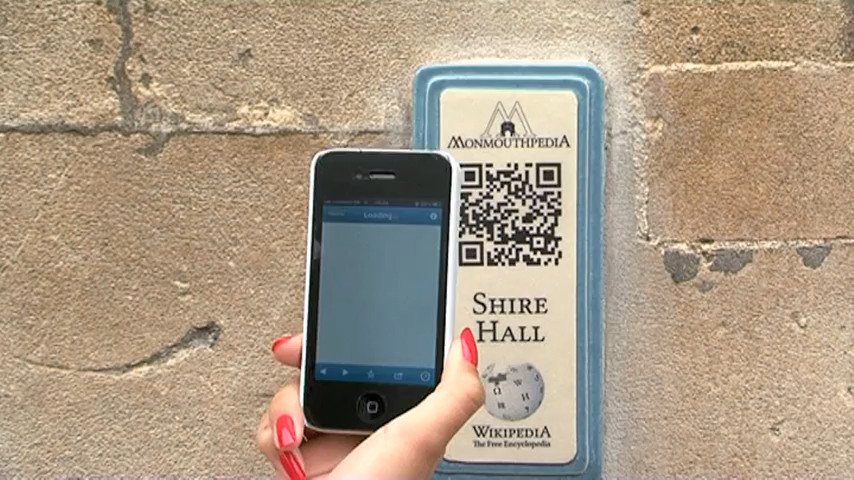 MONMOUTHPEDIA
Loading...
SHIRE
HALL
WIKIPEDIA
The Free Encyclopedia